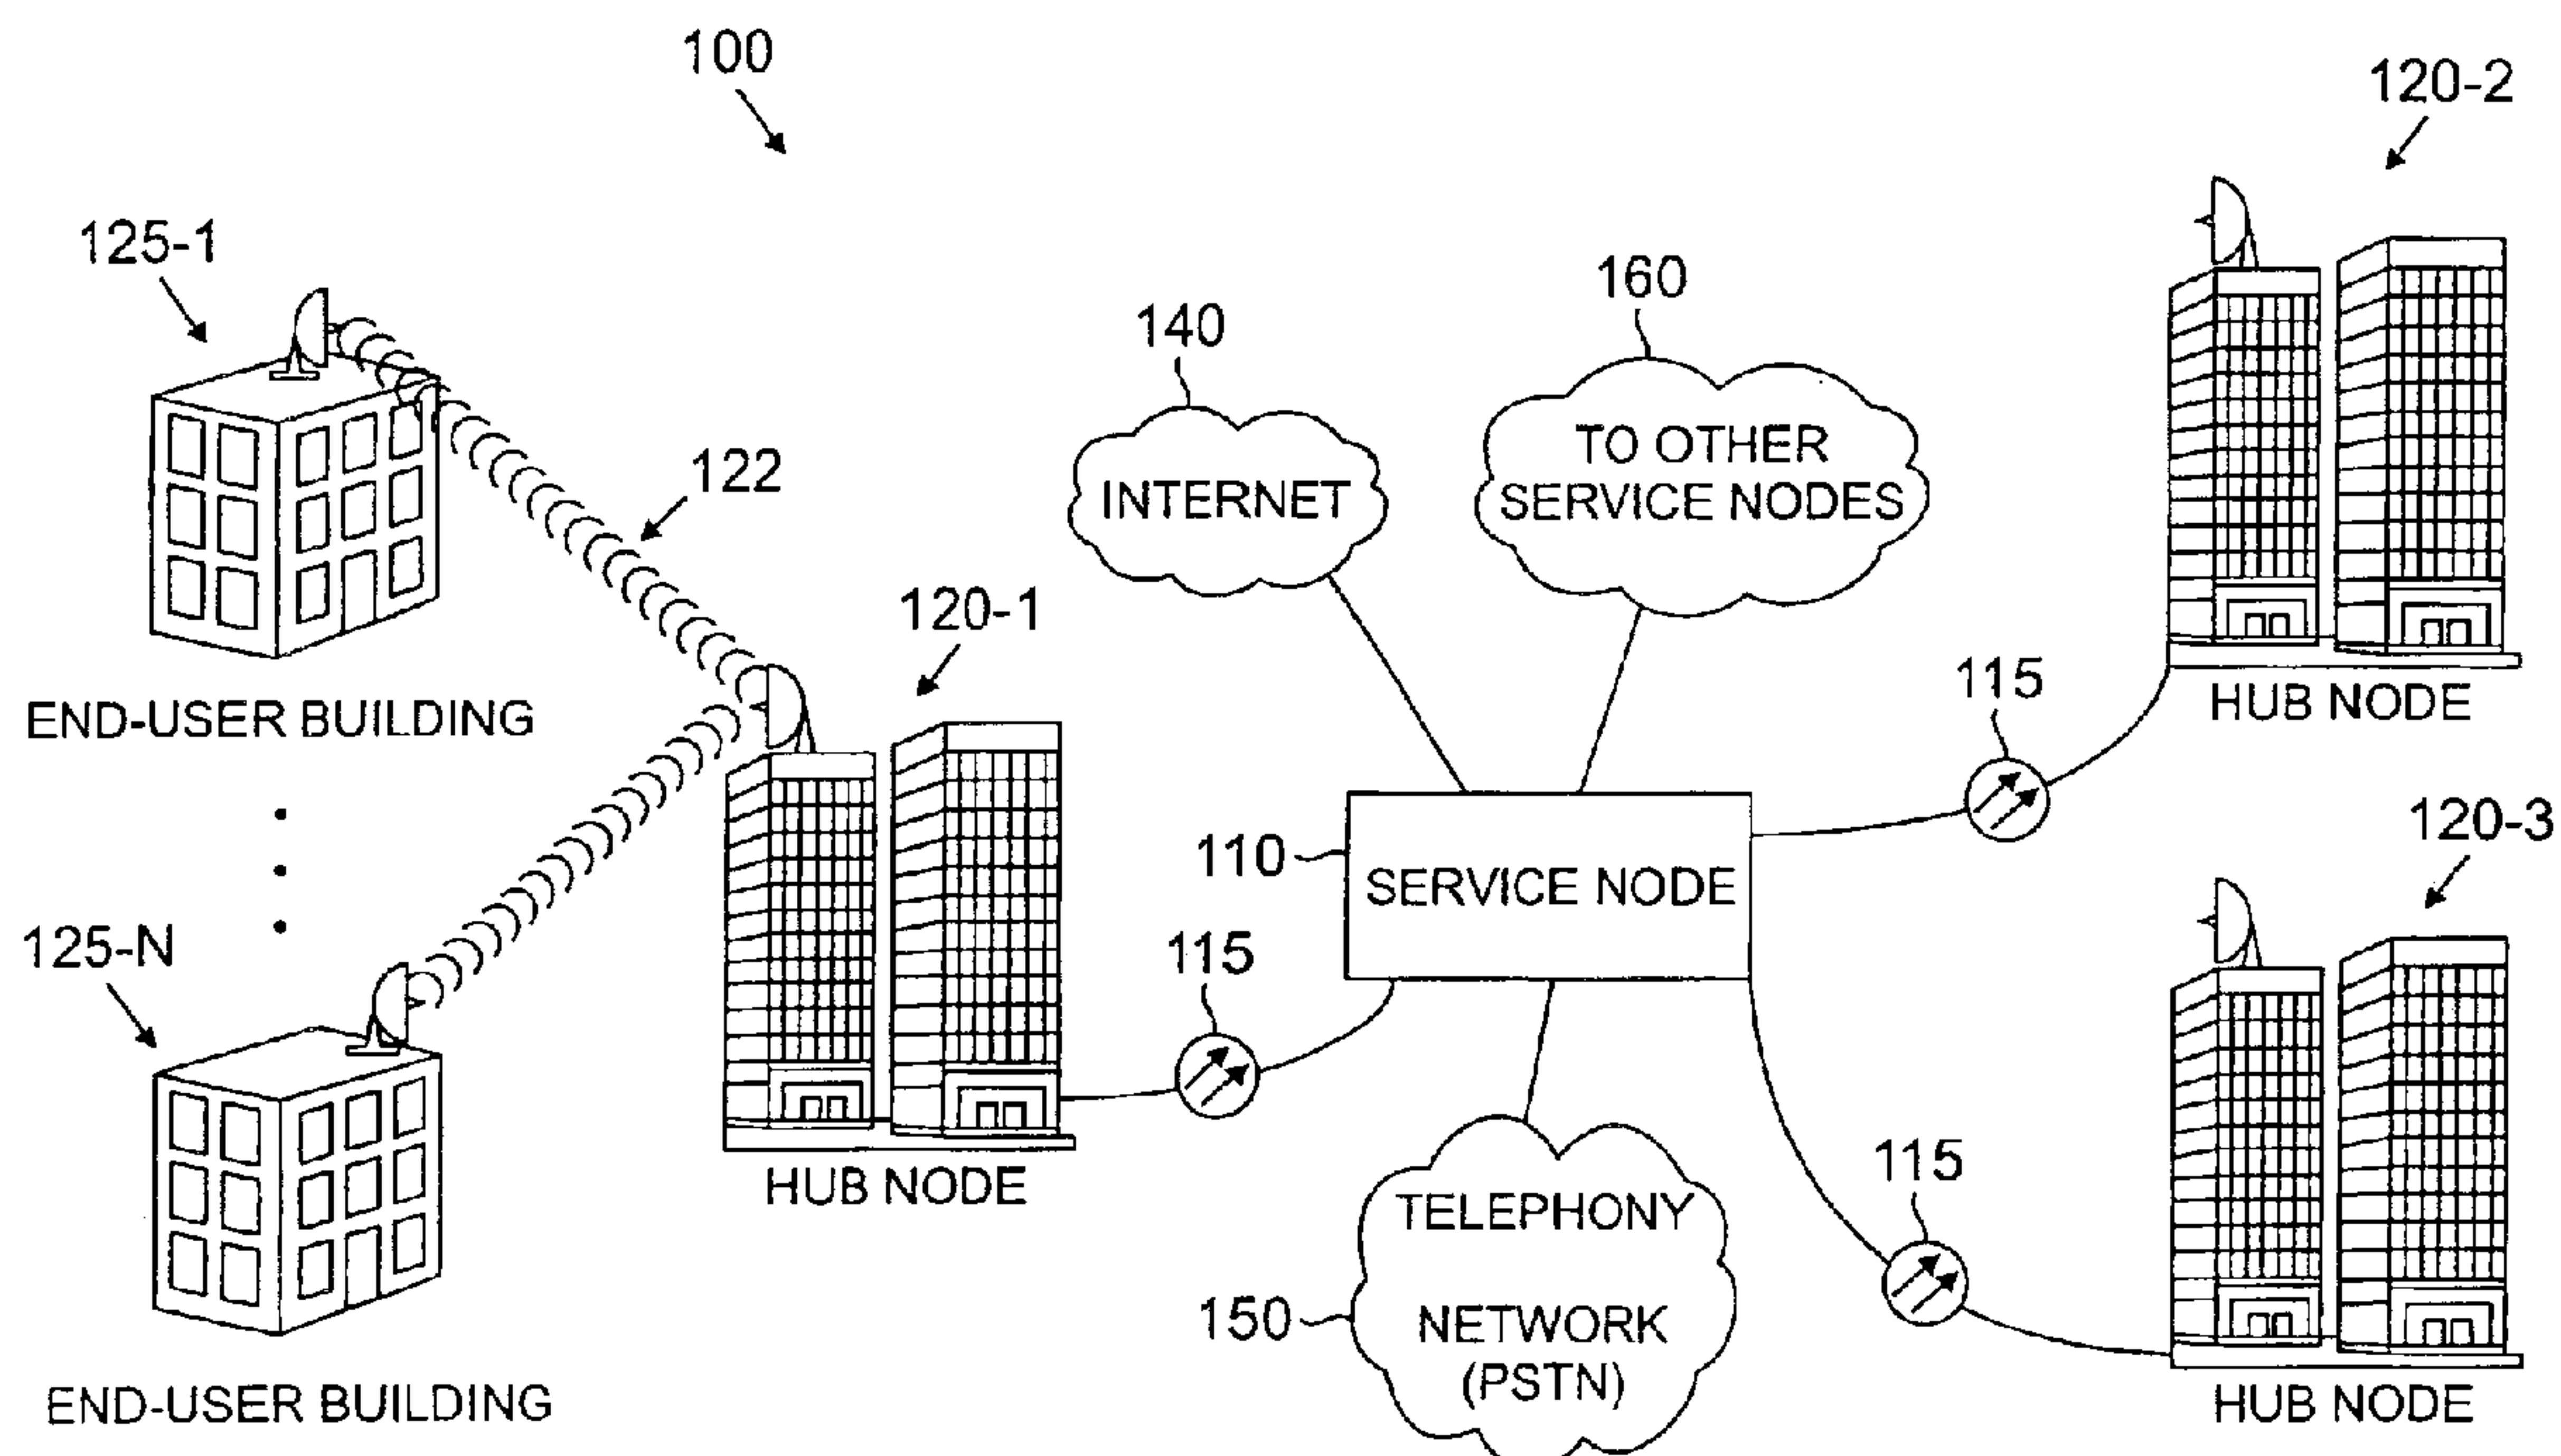 100
120-2
125-1
160
140
122
TO OTHER
SERVICE NODES
INTERNET
120-1
115
HUB NODE
END-USER BUILDING
120-3
110
SERVICE NODE
125-N
115
115
HUB NODE
TELEPHONY
150
NETWORK
(PSTN)
END-USER BUILDING
HUB NODE